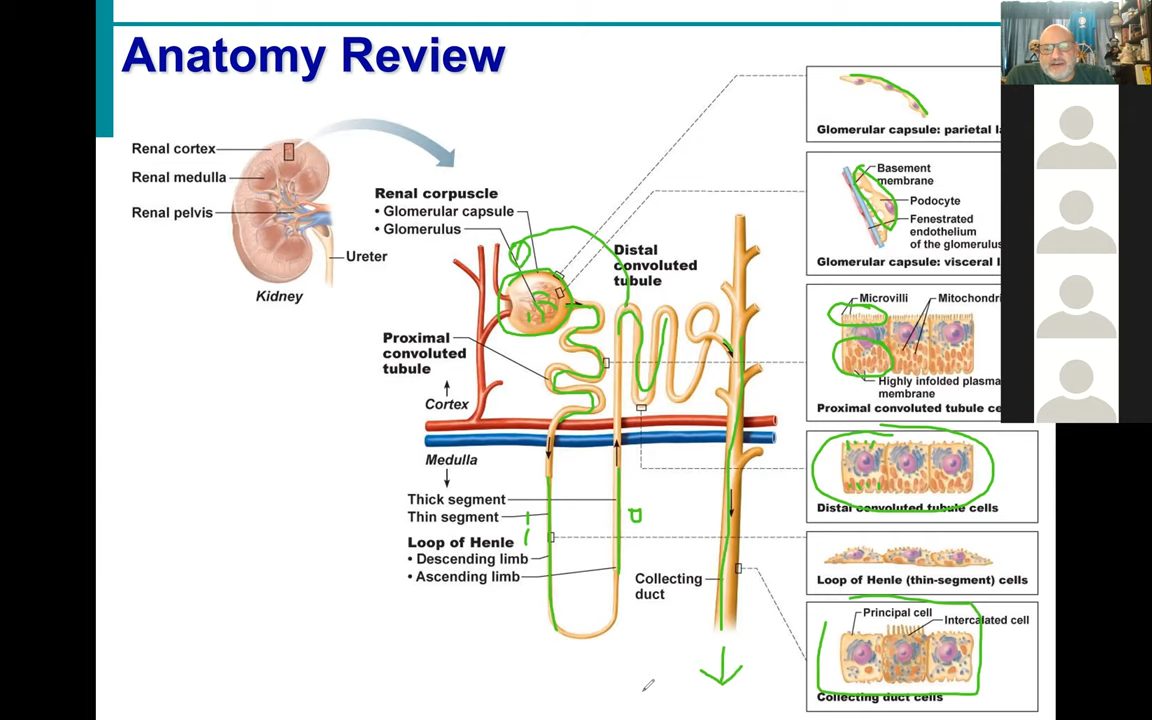 Anatomy Review
Renal cortex
Renal medulla
Renal pelvis
Ureter
Kidney
Renal corpuscle
• Glomerular capsule
• Glomerulus
Distal
convoluted
tubule
Proximal
convoluted
tubule
Cortex
Medulla
Thick segment
Thin segment
Loop of Henle
• Descending limb
• Ascending limb
Collecting
duct
Glomerular capsule: parietal la
Basement
membrane
Podocyte
Fenestrated
endothelium
of the glomerulus
Glomerular capsule: visceral l
Microvilli
Mitochondri
Highly infolded plasma
membrane
Proximal convoluted tubule ce
Distal convoluted tubule cells
Loop of Henle (thin-segment) cells
Principal cell
Intercalated cell
Collecting duct cells